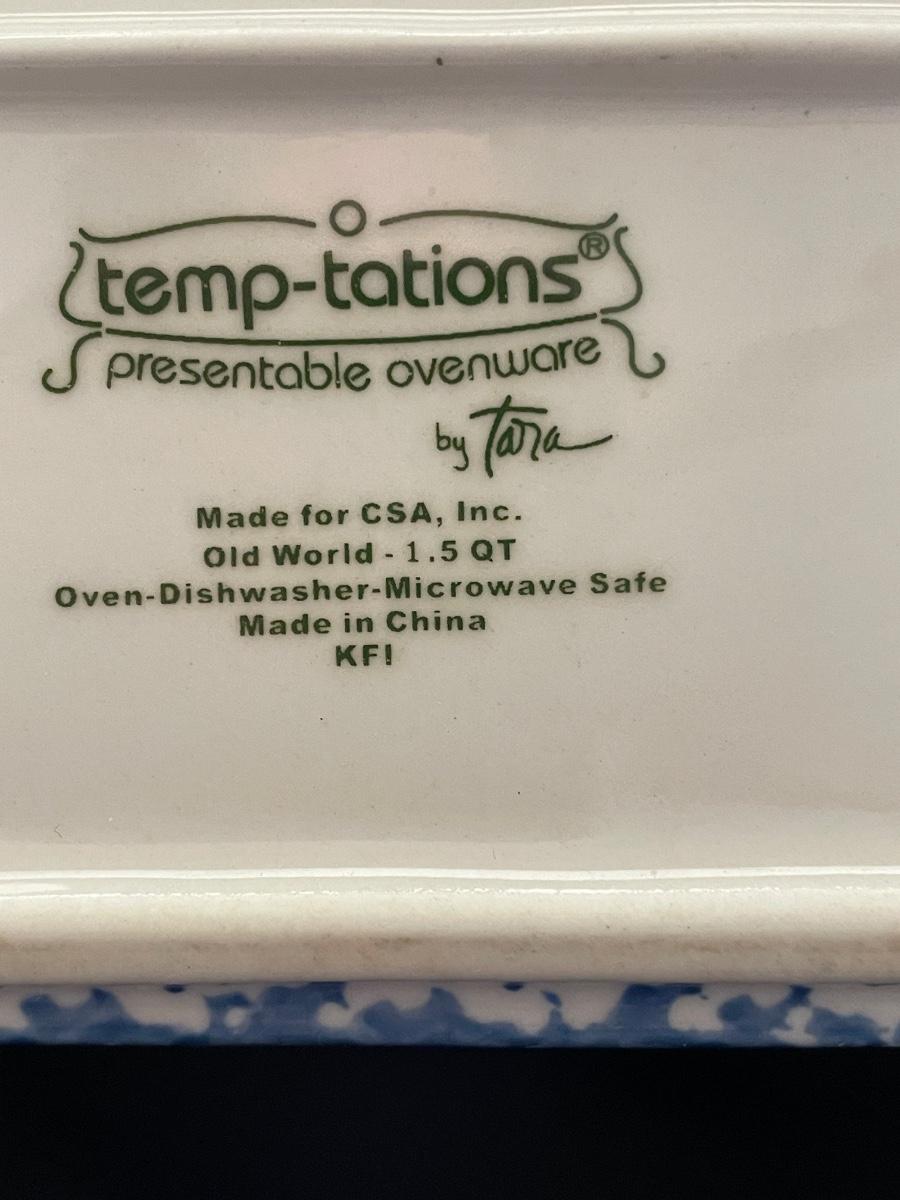 temp-tations®
presentable ovenware
by Tara
Made for CSA, Inc.
Old World - 1.5 QT
Oven-Dishwasher-Microwave Safe
Made in China
KFI